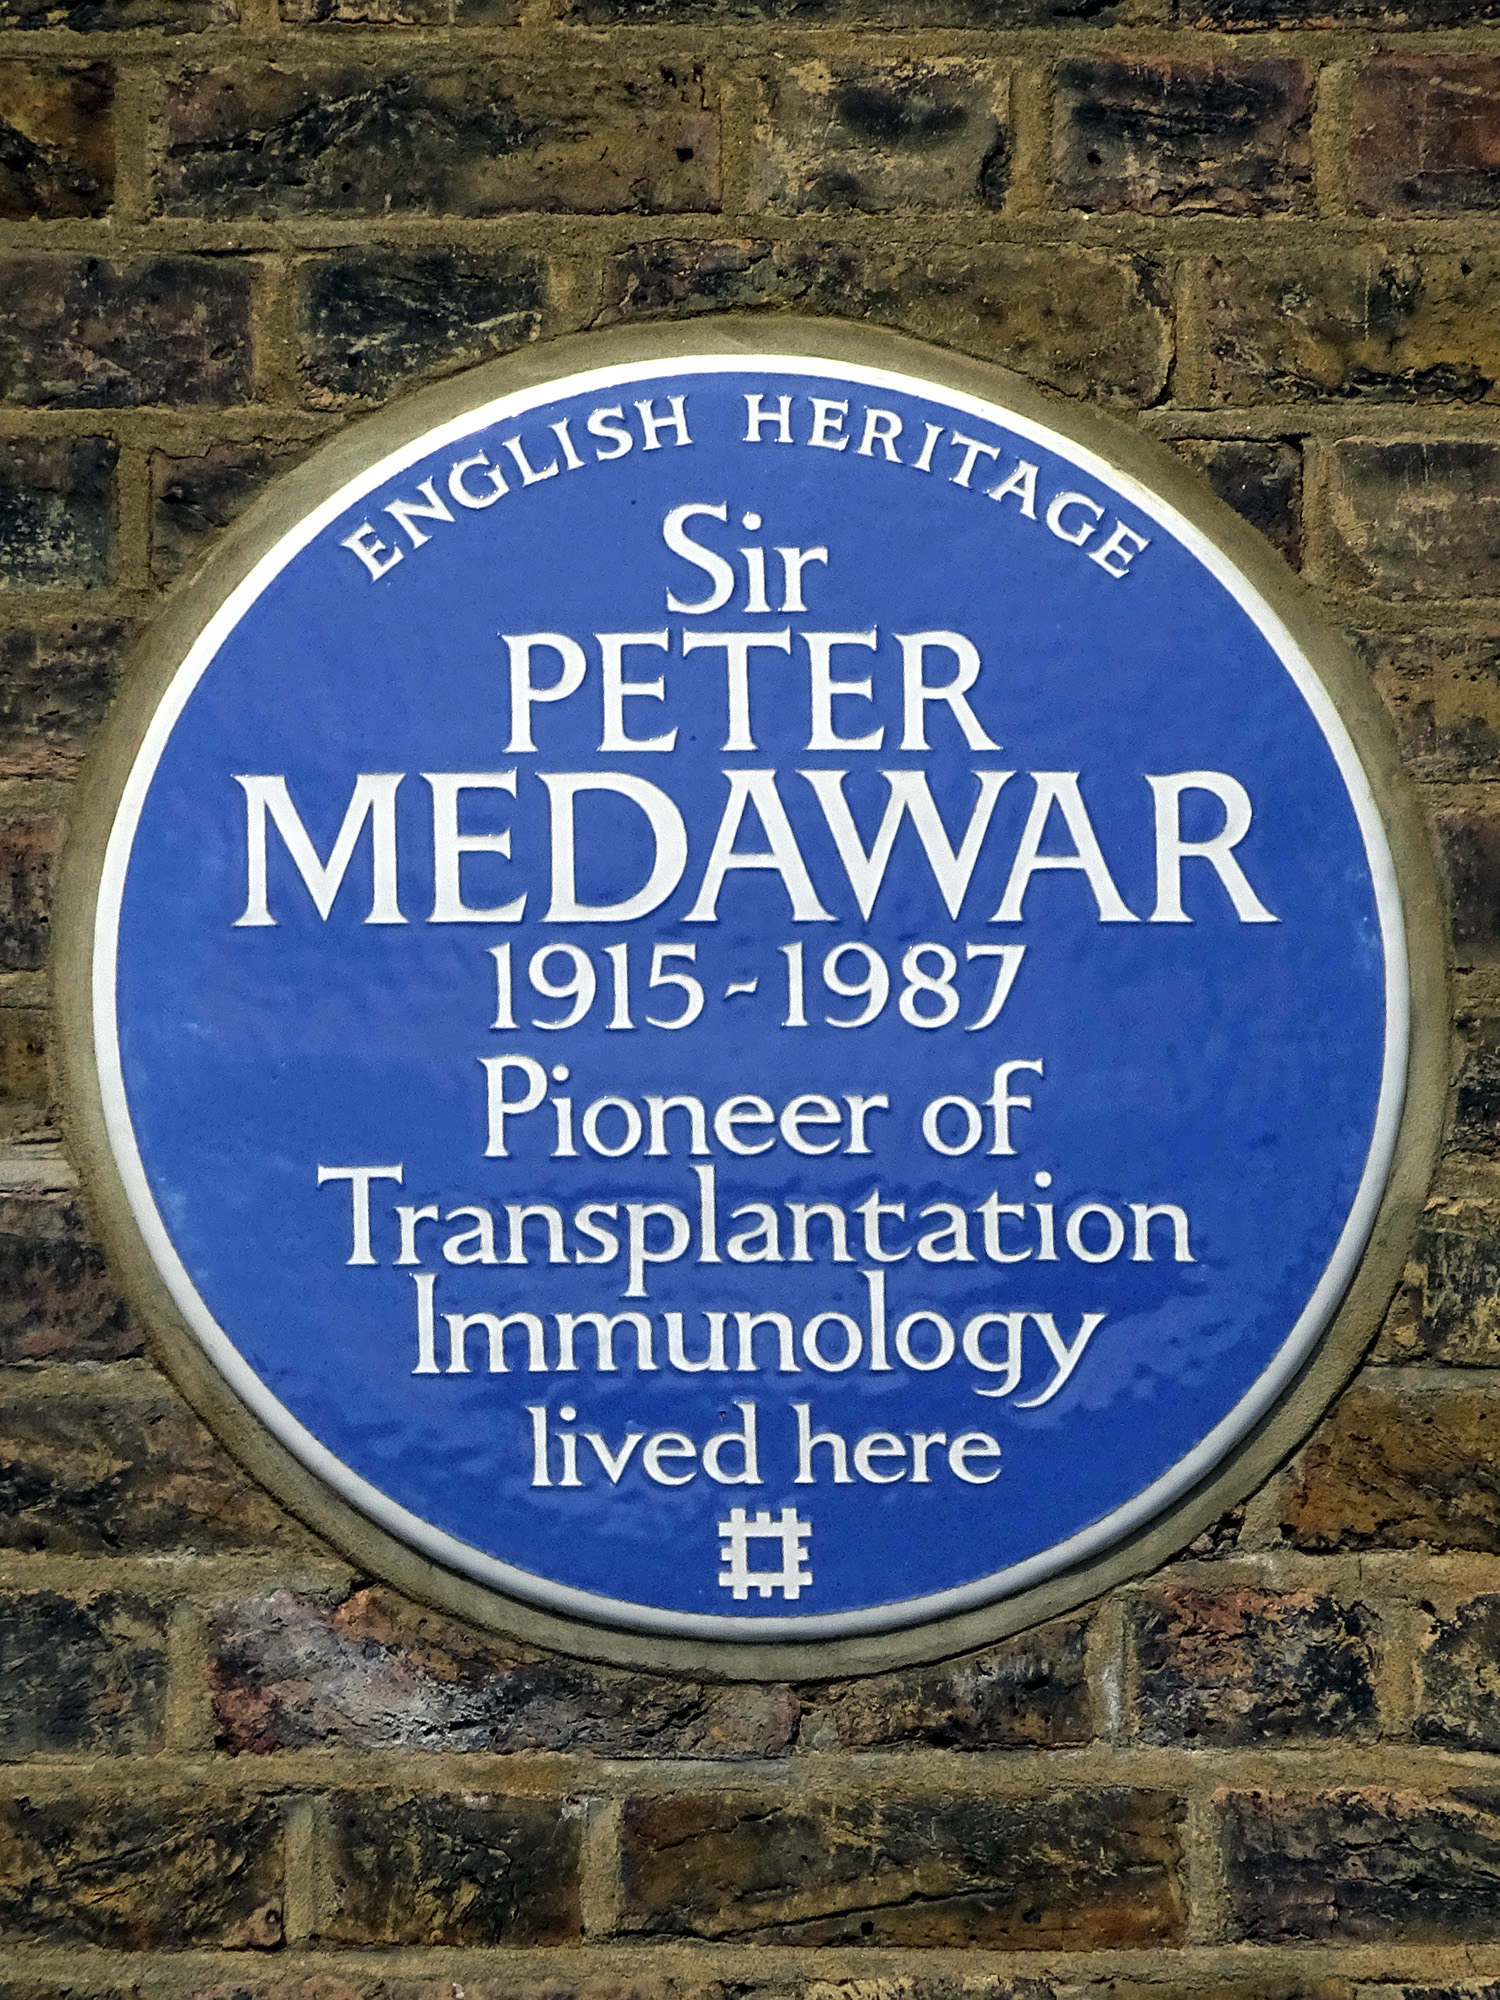 ENGLISH HERITAGE
Sir
PETER
MEDAWAR
1915-1987
Pioneer of
Transplantation
Immunology
lived here